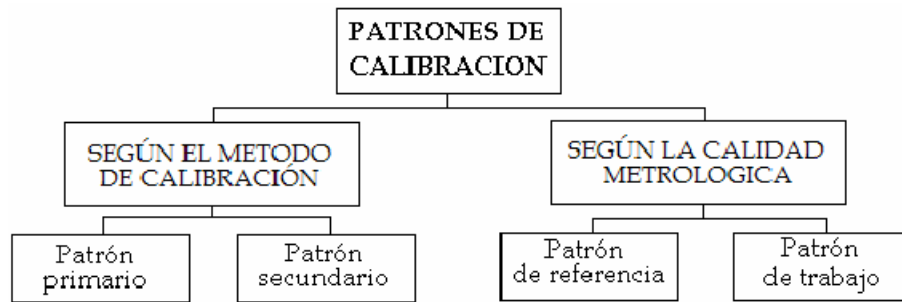 PATRONES DE
CALIBRACION
SEGÚN EL METODO
DE CALIBRACIÓN
SEGÚN LA CALIDAD
METROLOGICA
Patrón
primario
Patrón
secundario
Patrón
de referencia
Patrón
de trabajo